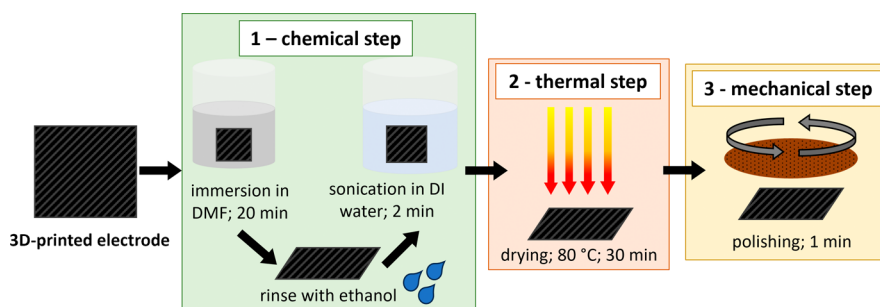 1 – chemical step
2 - thermal step
3 - mechanical step
3D-printed electrode
immersion in
DMF; 20 min
rinse with ethanol
sonication in DI
water; 2 min
drying; 80 °C; 30 min
polishing; 1 min